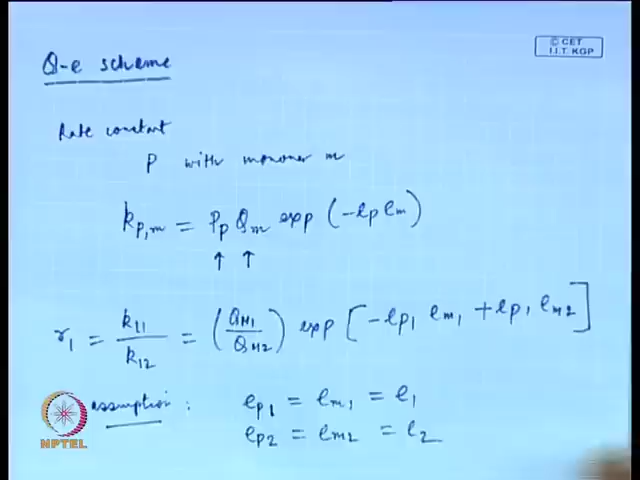 Q-e scheme
© CET
I.I.T. KGP
Rate constant
P with monomer m
k_{p,m} = P_p Q_m exp (-e_p e_m)
↑ ↑
r_1 = k_{11} / k_{12} = (Q_{M1} / Q_{M2}) exp [-e_{p1} e_{m1} + e_{p1} e_{m2}]
assumption : e_{p1} = e_{m1} = e_1
e_{p2} = e_{m2} = e_2
NPTEL